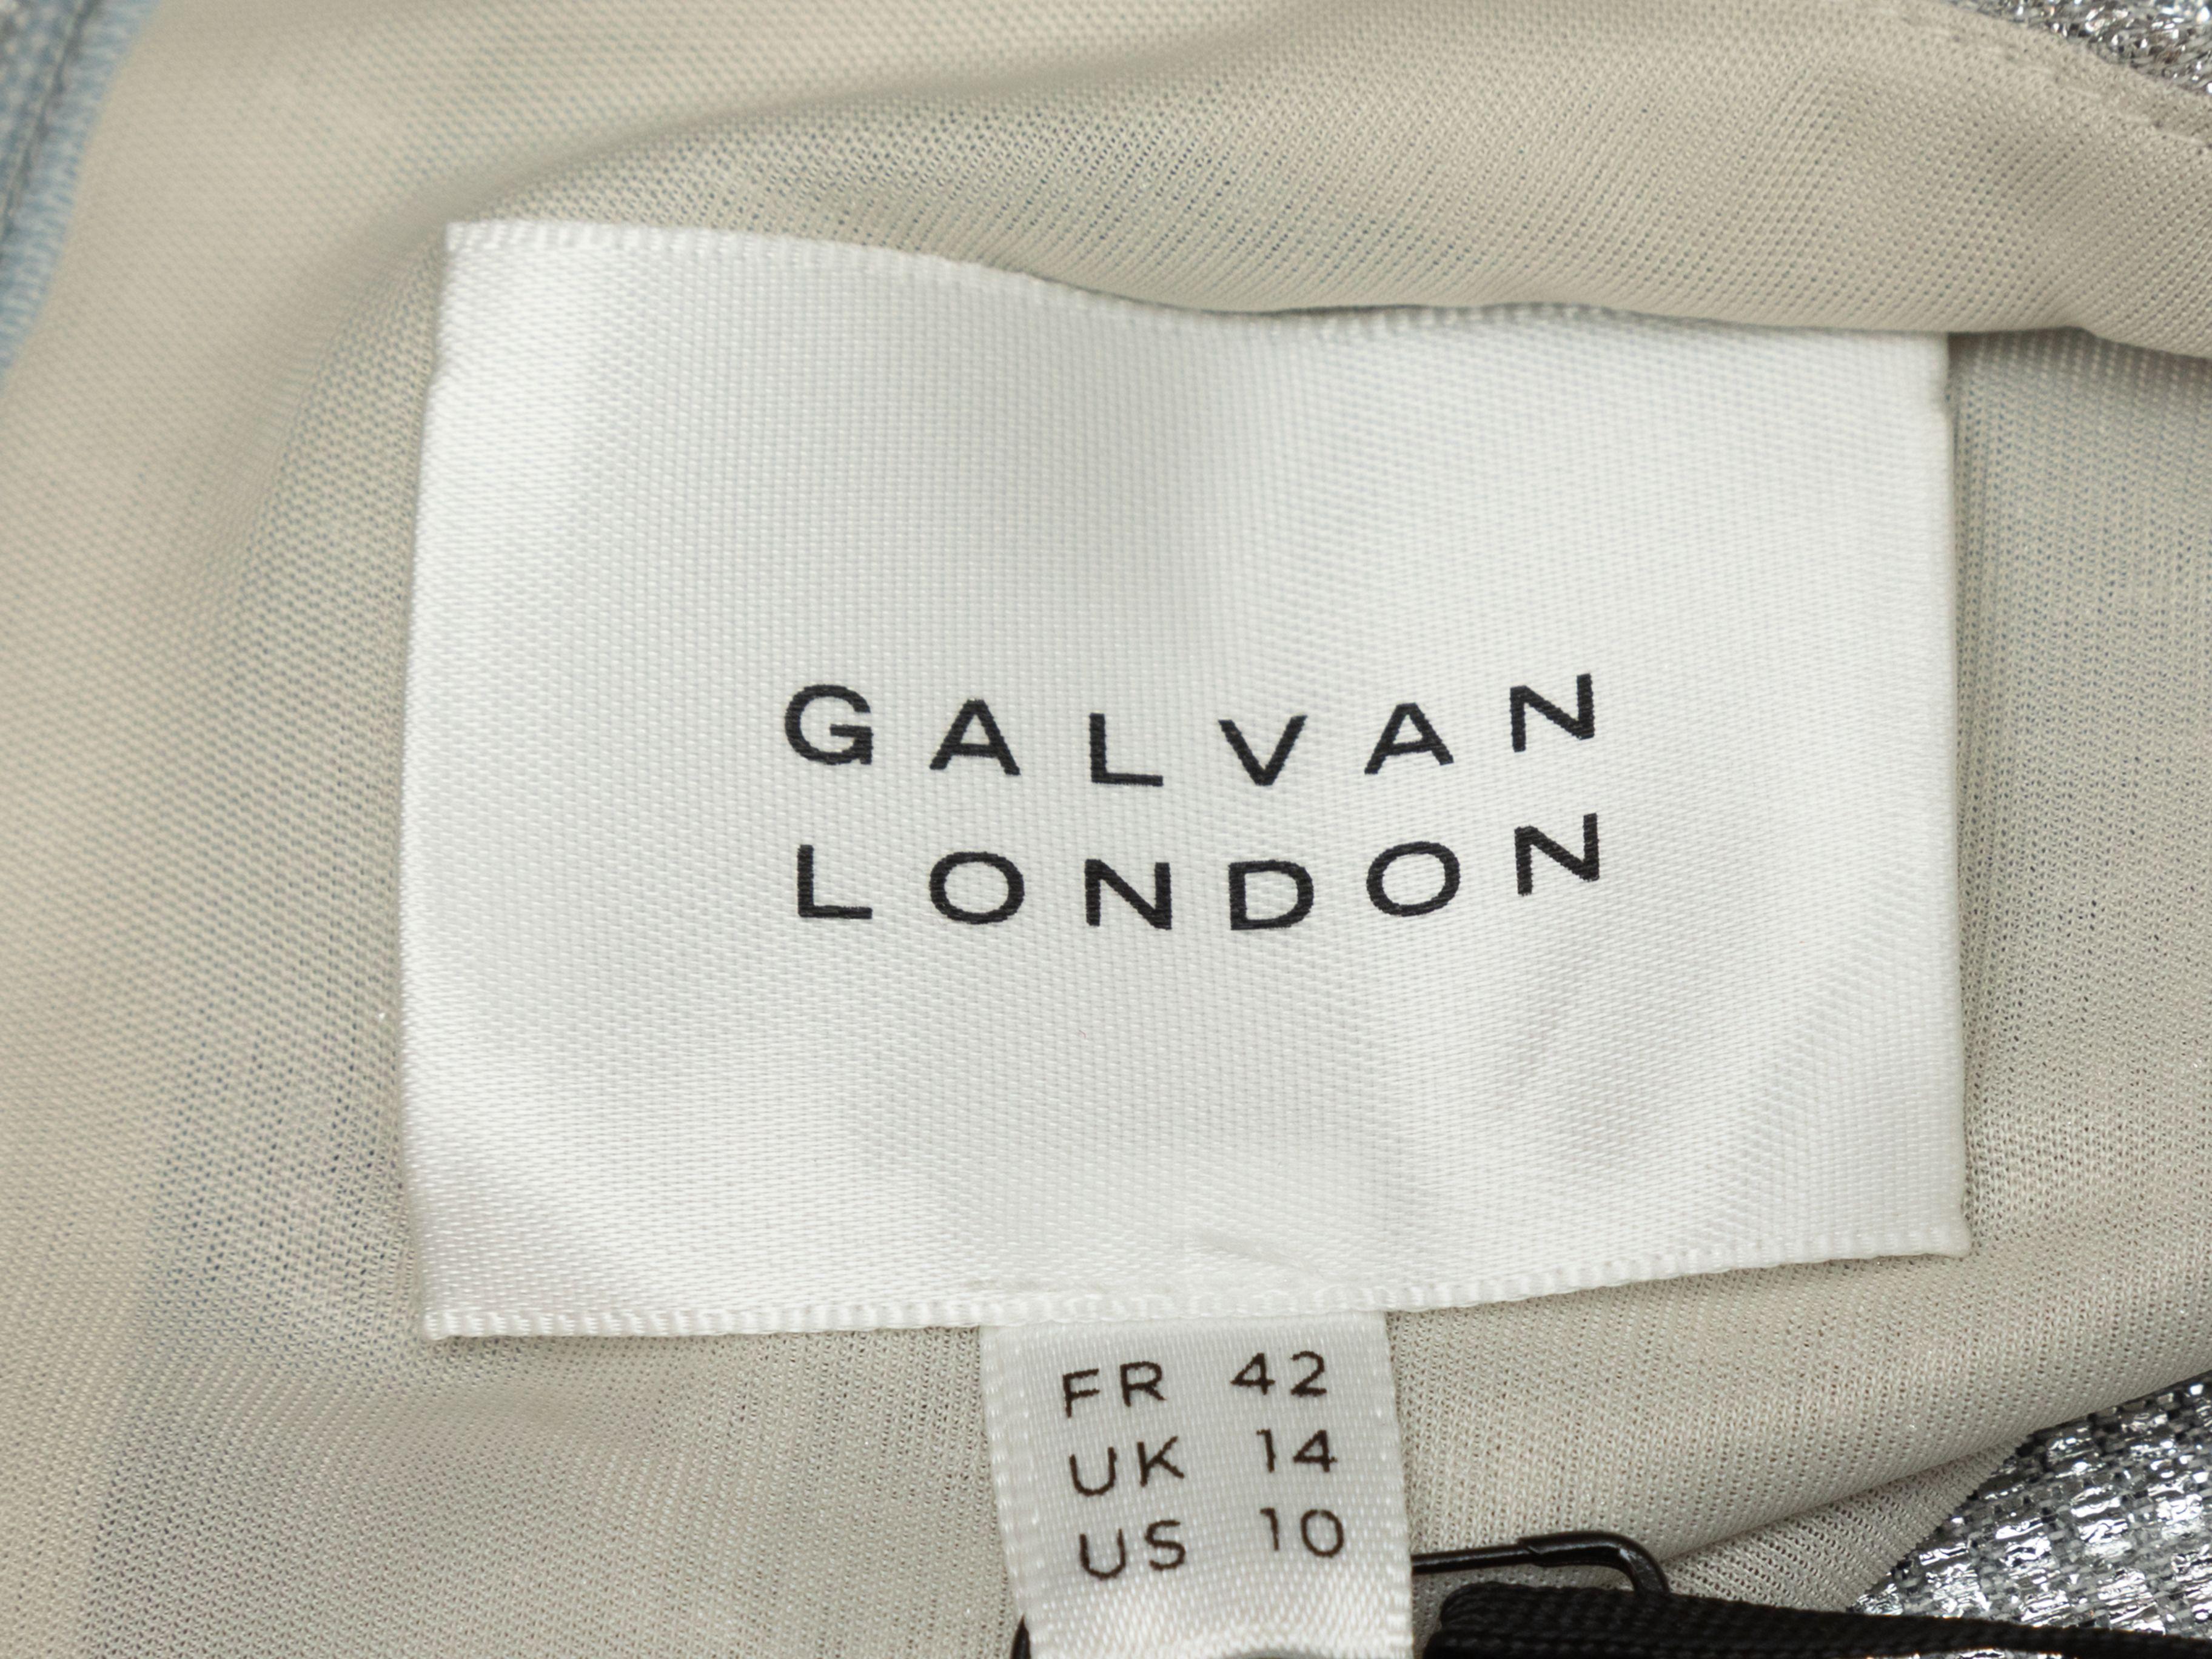 GALVAN
LONDON
FR 42
UK 14
US 10